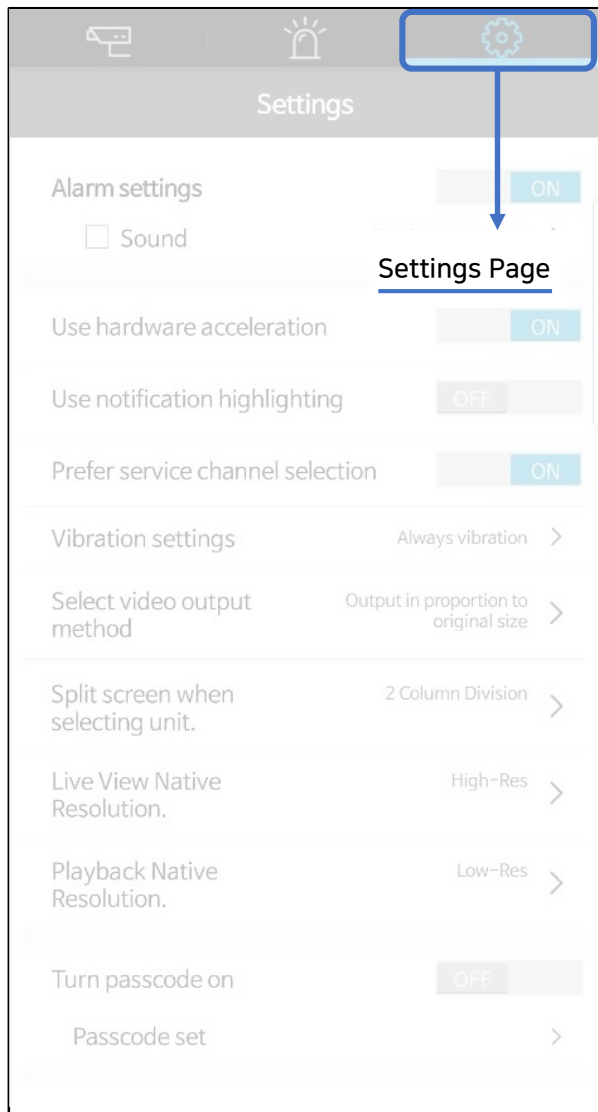 Settings
Alarm settings
ON
Sound
Settings Page
Use hardware acceleration
ON
Use notification highlighting
OFF
Prefer service channel selection
ON
Vibration settings
Always vibration
Select video output
method
Output in proportion to
original size
Split screen when
selecting unit.
2 Column Division
Live View Native
Resolution.
High-Res
Playback Native
Resolution.
Low-Res
Turn passcode on
OFF
Passcode set